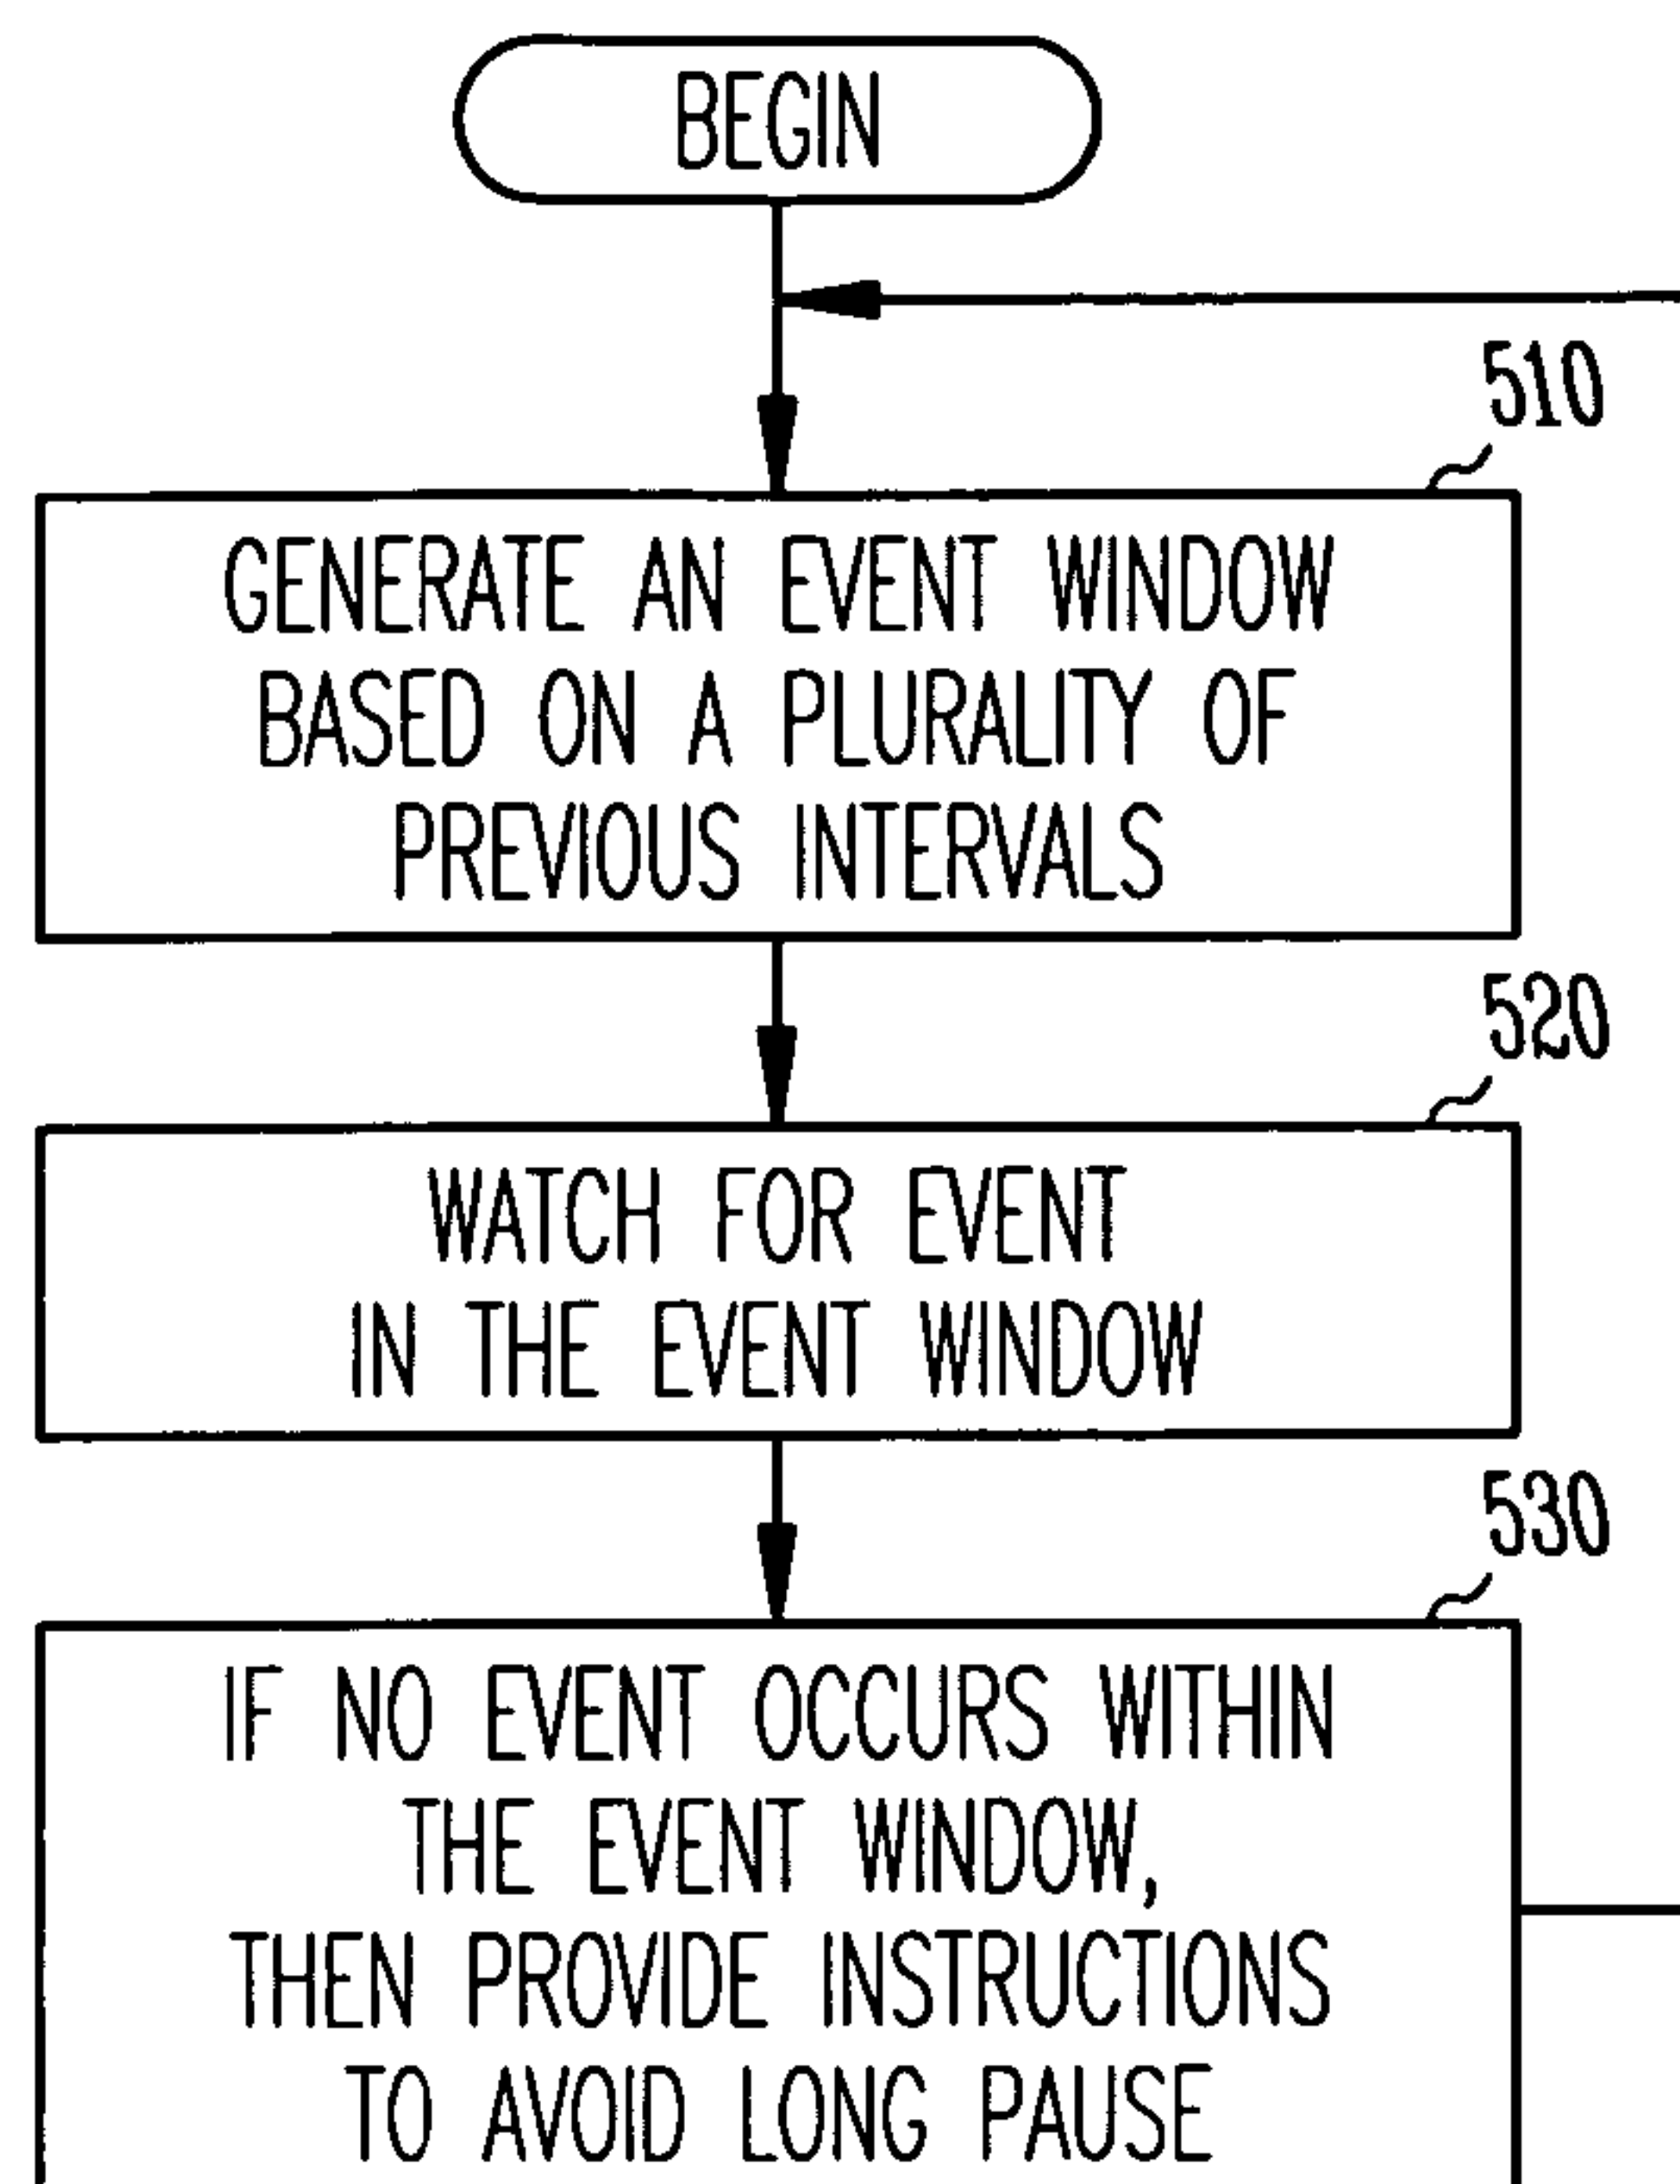 BEGIN
510
GENERATE AN EVENT WINDOW
BASED ON A PLURALITY OF
PREVIOUS INTERVALS
520
WATCH FOR EVENT
IN THE EVENT WINDOW
530
IF NO EVENT OCCURS WITHIN
THE EVENT WINDOW,
THEN PROVIDE INSTRUCTIONS
TO AVOID LONG PAUSE